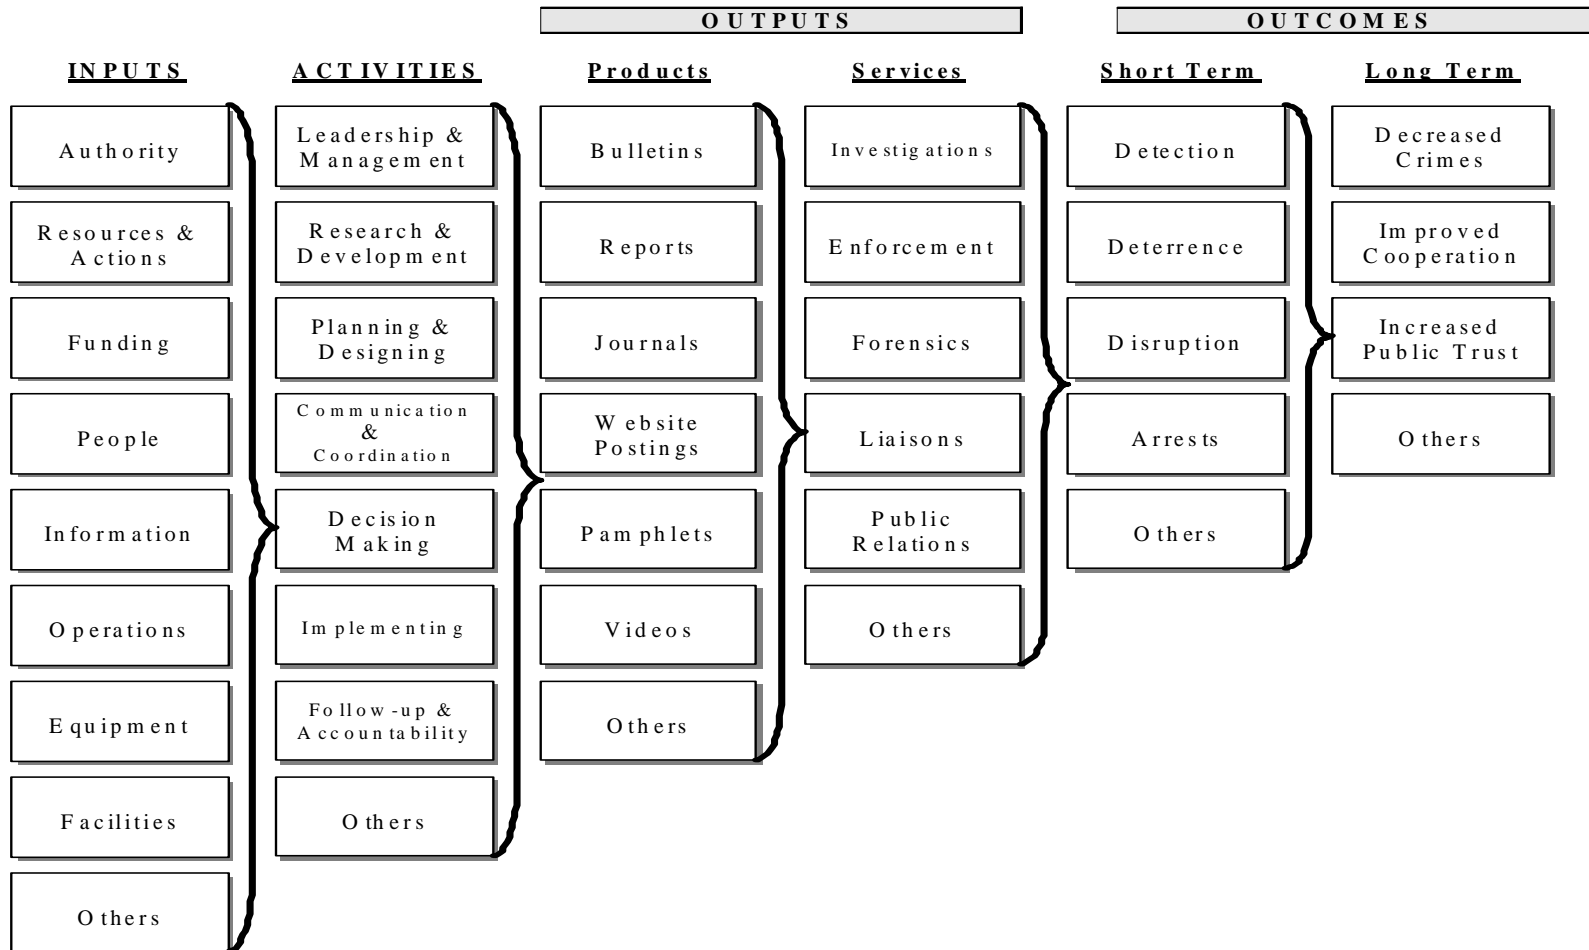 OUTPUTS
OUTCOMES
INPUTS
ACTIVITIES
Products
Services
Short Term
Long Term
Authority
Resources &
Actions
Funding
People
Information
Operations
Equipment
Facilities
Others
Leadership &
Management
Research &
Development
Planning &
Designing
Communication
&
Coordination
Decision
Making
Implementing
Follow-up &
Accountability
Others
Bulletins
Reports
Journals
Website
Postings
Pamphlets
Videos
Others
Investigations
Enforcement
Forensics
Liaisons
Public
Relations
Others
Detection
Deterrence
Disruption
Arrests
Others
Decreased
Crimes
Improved
Cooperation
Increased
Public Trust
Others